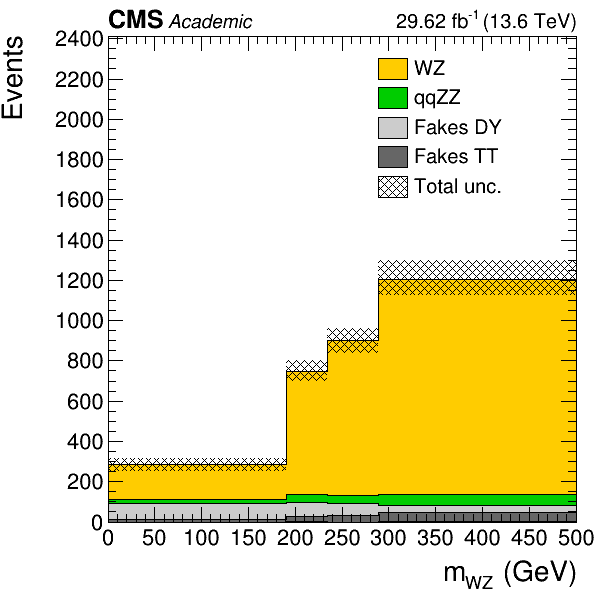 CMS Academic 29.62 fb⁻¹ (13.6 TeV)
Events
2400
2200
2000
1800
1600
1400
1200
1000
800
600
400
200
0
WZ
qqZZ
Fakes DY
Fakes TT
Total unc.
0 50 100 150 200 250 300 350 400 450 500
m_WZ (GeV)